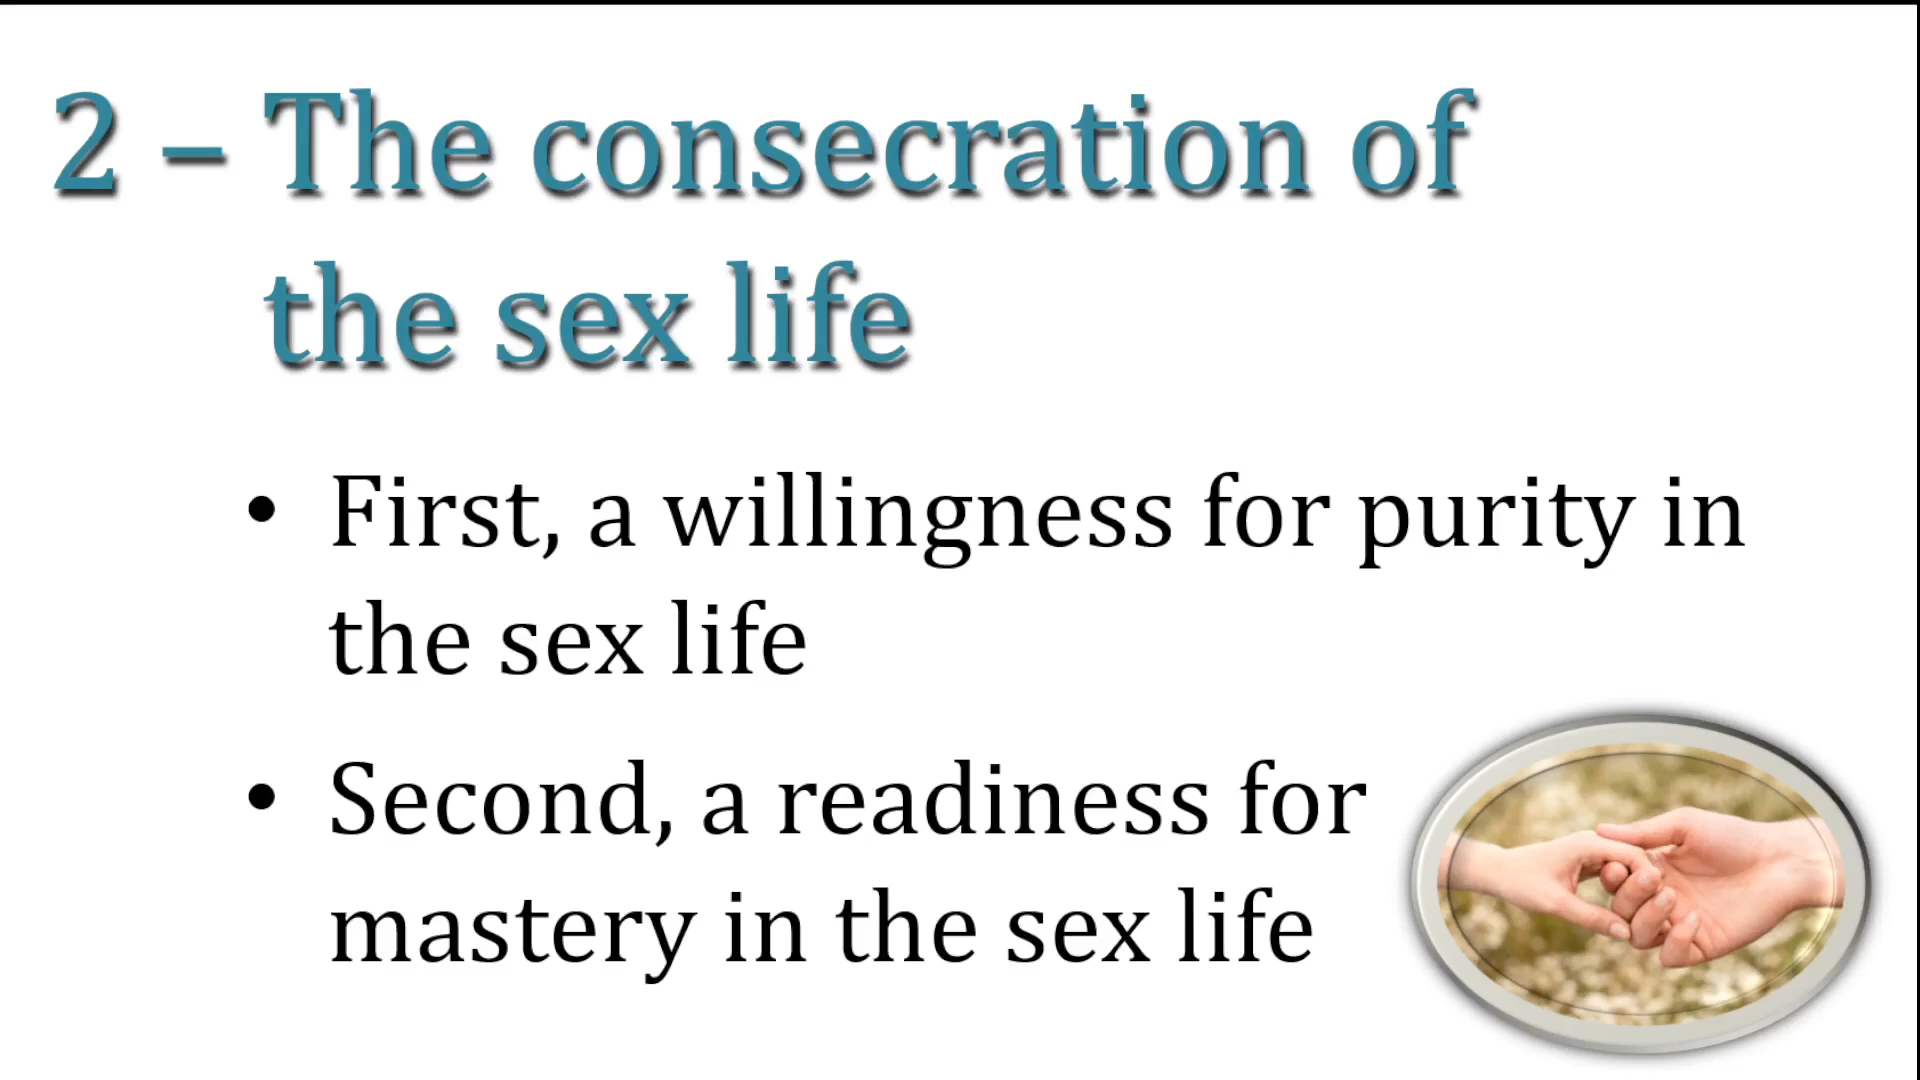 2 – The consecration of
the sex life
• First, a willingness for purity in
the sex life
• Second, a readiness for
mastery in the sex life